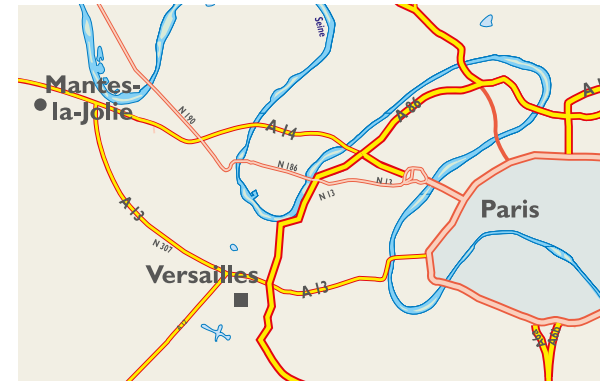 Seine
Mantes-
la-Jolie
N 190
A 14
A 86
N 186
N 13
N 13
A 13
N 307
Paris
Versailles
A 13